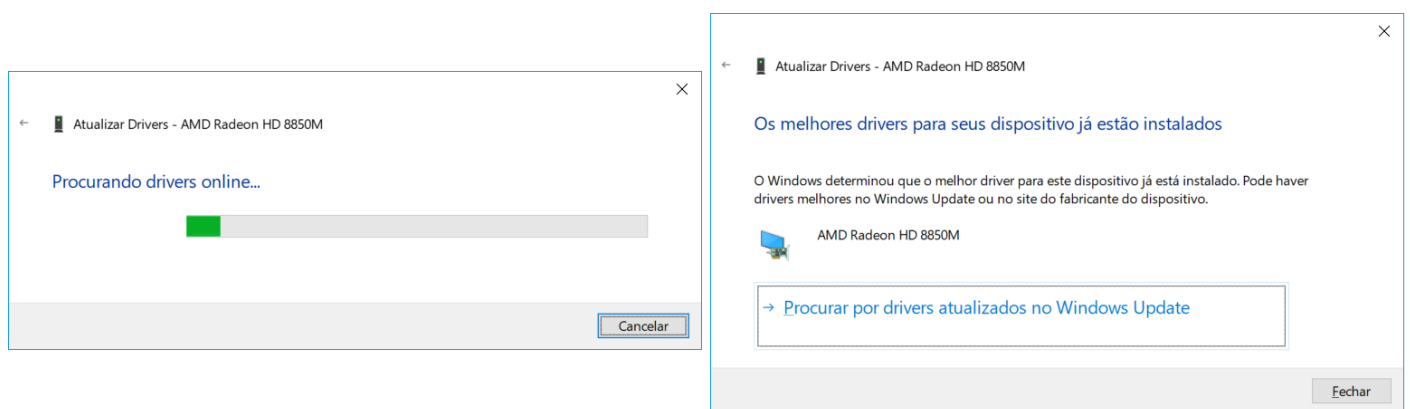 Atualizar Drivers - AMD Radeon HD 8850M
Procurando drivers online...
Cancelar
Atualizar Drivers - AMD Radeon HD 8850M
Os melhores drivers para seus dispositivo já estão instalados
O Windows determinou que o melhor driver para este dispositivo já está instalado. Pode haver
drivers melhores no Windows Update ou no site do fabricante do dispositivo.
AMD Radeon HD 8850M
→ Procurar por drivers atualizados no Windows Update
Fechar